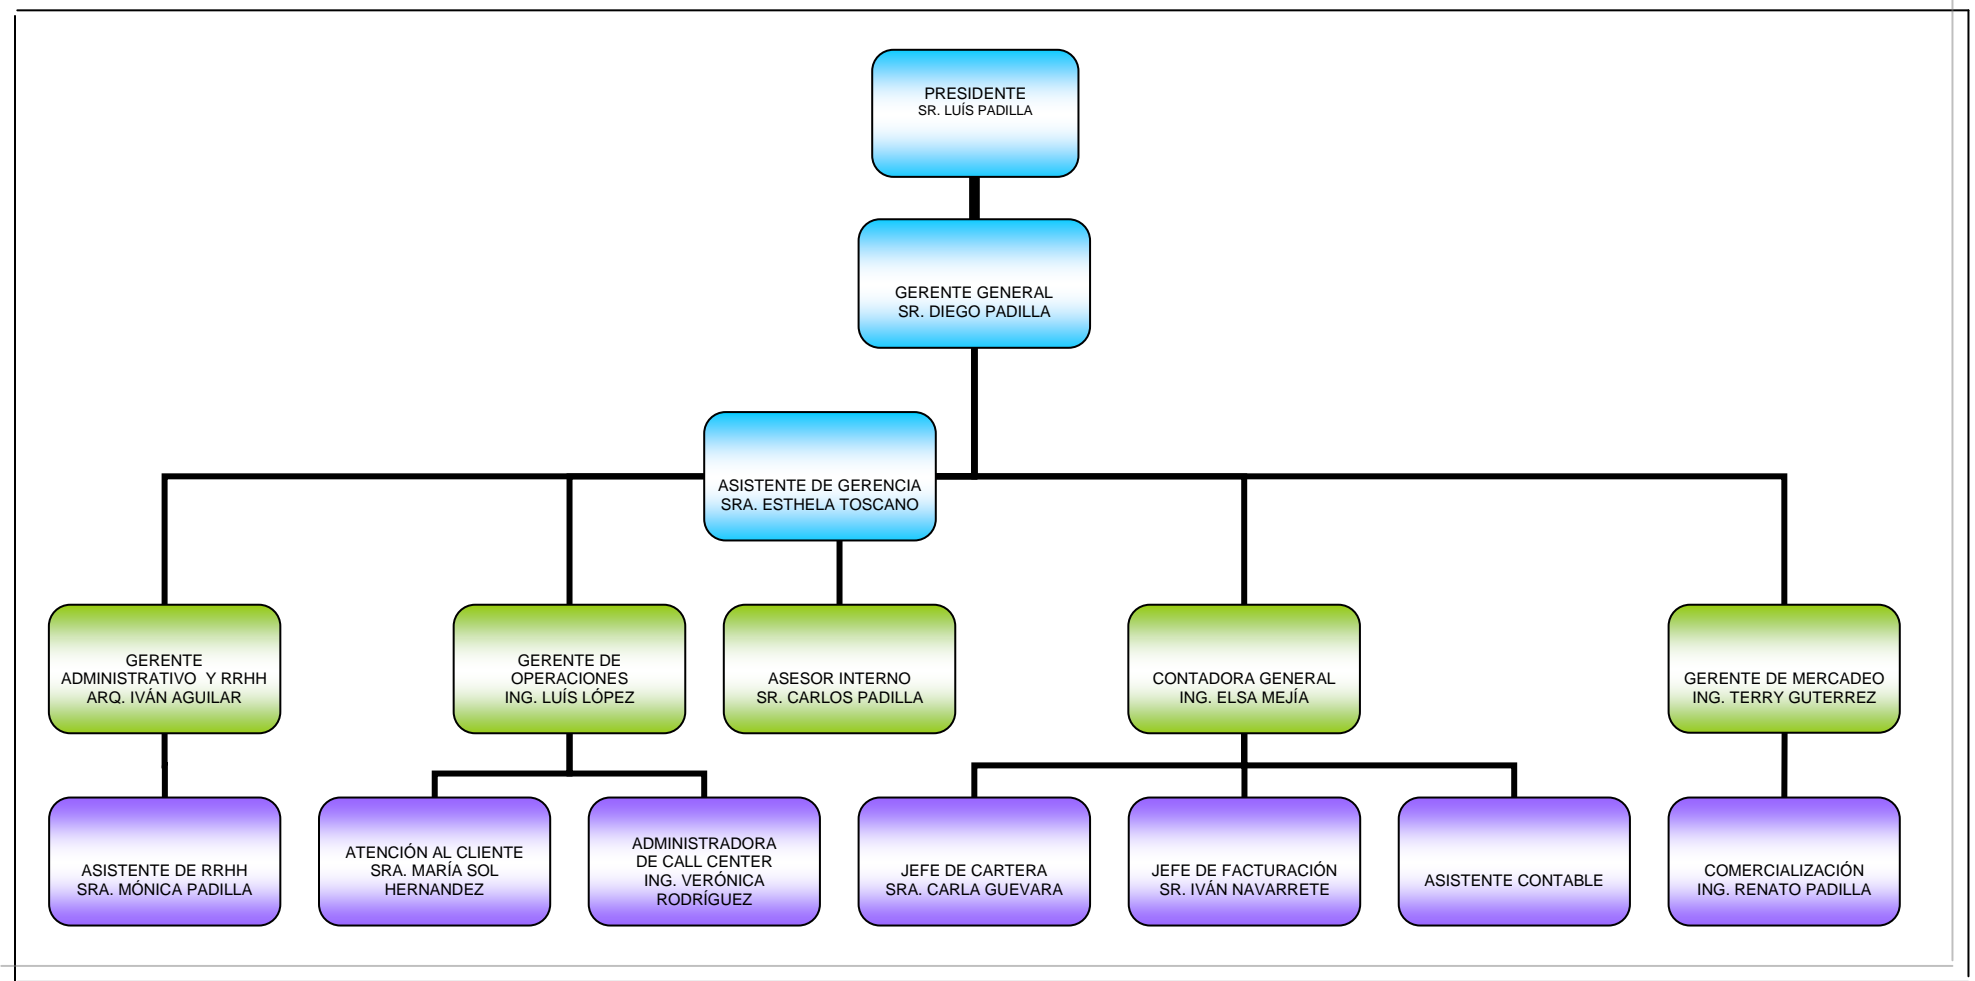 PRESIDENTE
SR. LUÍS PADILLA
GERENTE GENERAL
SR. DIEGO PADILLA
ASISTENTE DE GERENCIA
SRA. ESTHELA TOSCANO
GERENTE
ADMINISTRATIVO Y RRHH
ARQ. IVÁN AGUILAR
GERENTE DE
OPERACIONES
ING. LUÍS LÓPEZ
ASESOR INTERNO
SR. CARLOS PADILLA
CONTADORA GENERAL
ING. ELSA MEJÍA
GERENTE DE MERCADEO
ING. TERRY GUTERREZ
ASISTENTE DE RRHH
SRA. MÓNICA PADILLA
ATENCIÓN AL CLIENTE
SRA. MARÍA SOL
HERNANDEZ
ADMINISTRADORA
DE CALL CENTER
ING. VERÓNICA
RODRÍGUEZ
JEFE DE CARTERA
SRA. CARLA GUEVARA
JEFE DE FACTURACIÓN
SR. IVÁN NAVARRETE
ASISTENTE CONTABLE
COMERCIALIZACIÓN
ING. RENATO PADILLA